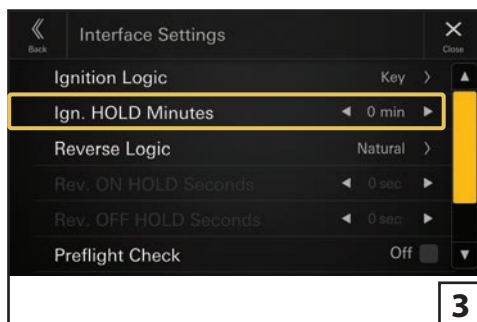 Back Interface Settings Close
Ignition Logic Key
Ign. HOLD Minutes 0 min
Reverse Logic Natural
Rev. ON HOLD Seconds 0 sec
Rev. OFF HOLD Seconds 0 sec
Preflight Check Off
3